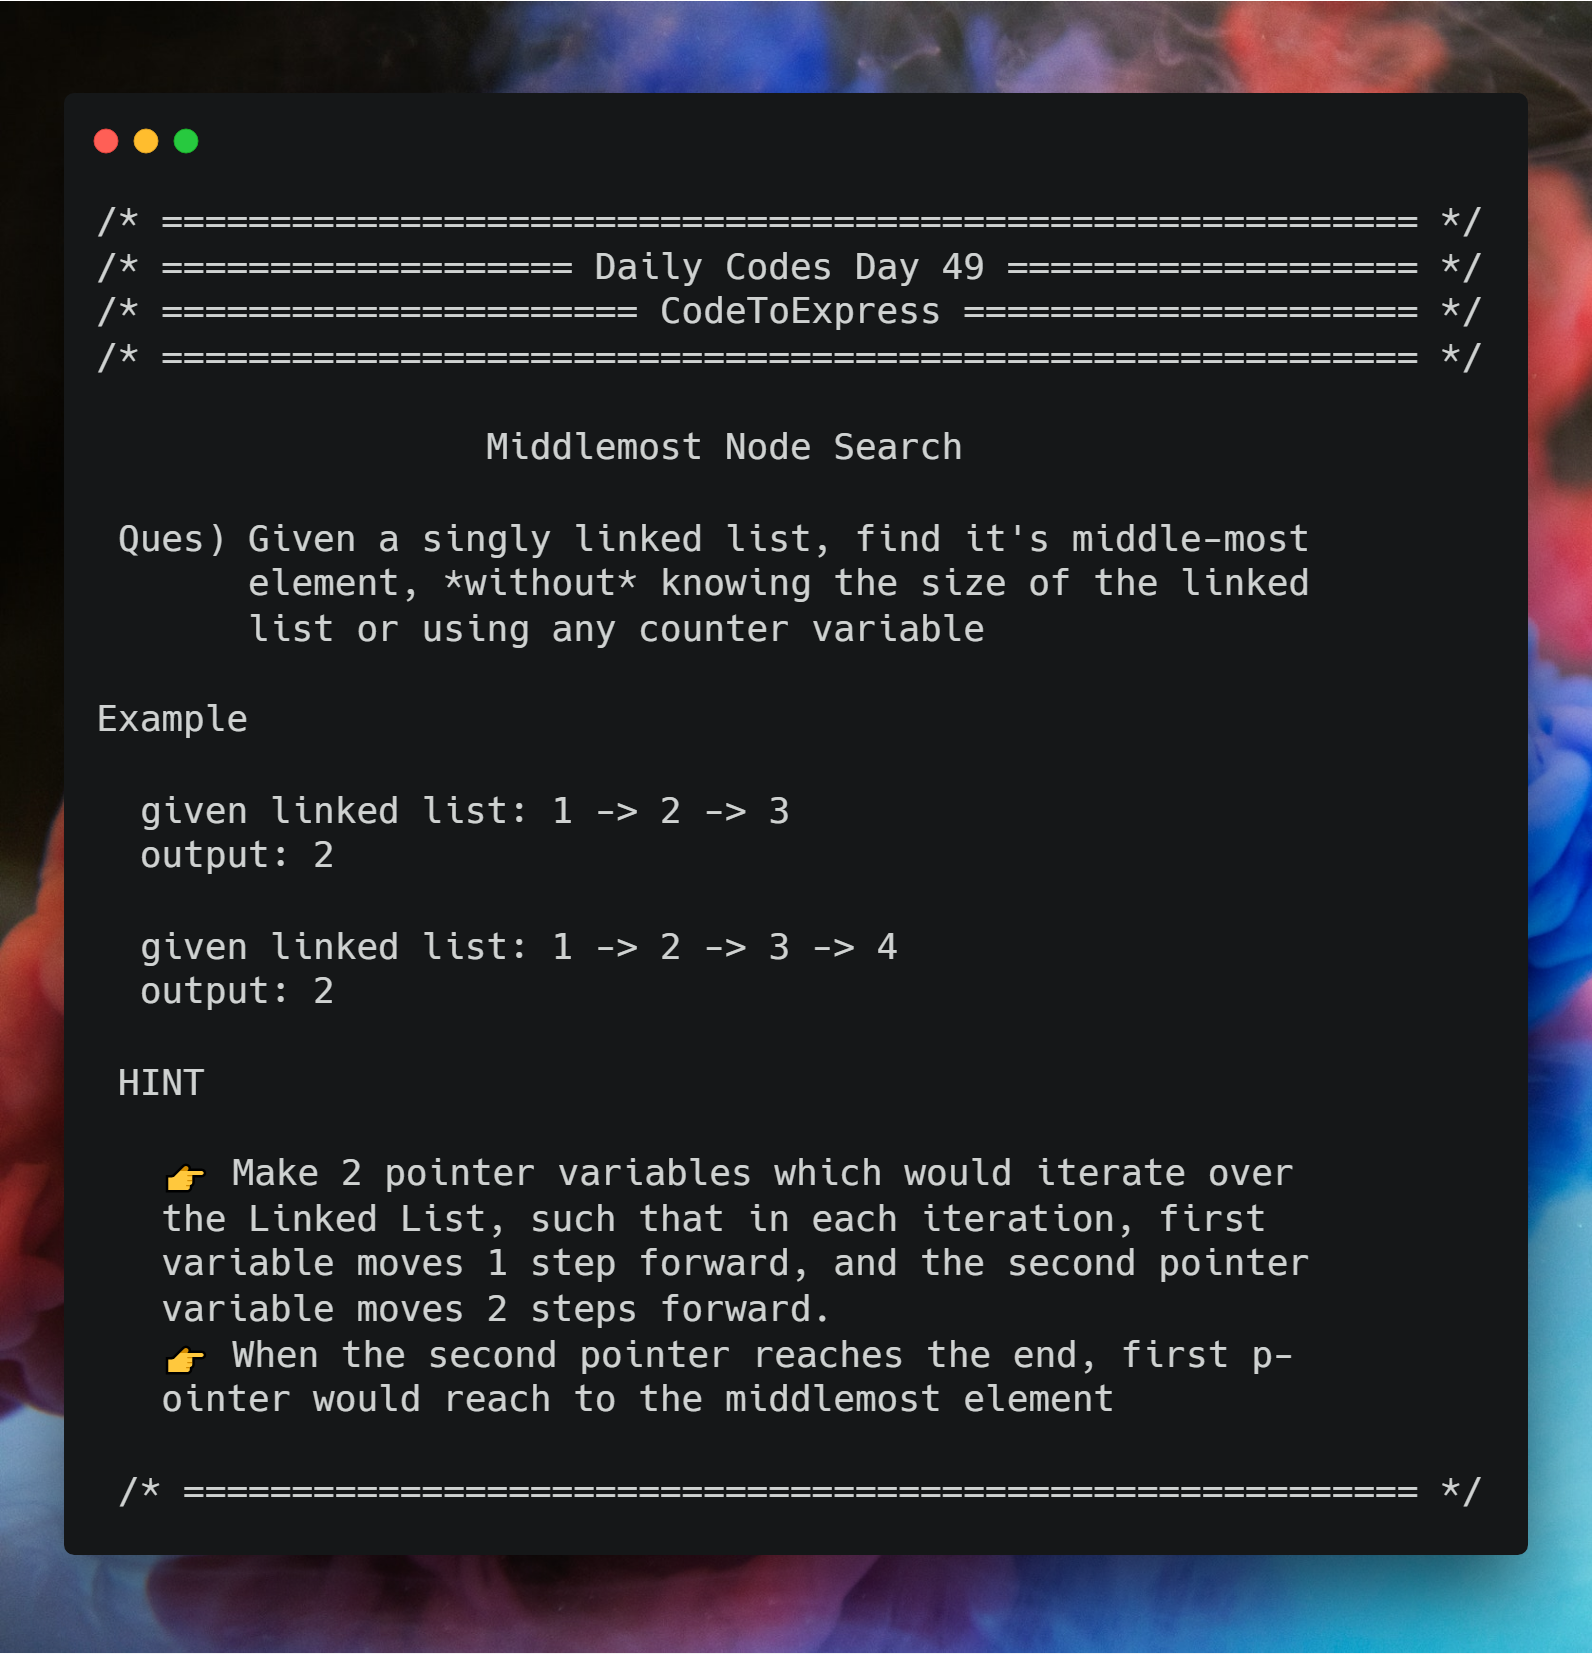 /* ========================================================== */
/* =================== Daily Codes Day 49 =================== */
/* ====================== CodeToExpress ===================== */
/* ========================================================== */
Middlemost Node Search
Ques) Given a singly linked list, find it's middle-most
element, *without* knowing the size of the linked
list or using any counter variable
Example
given linked list: 1 -> 2 -> 3
output: 2
given linked list: 1 -> 2 -> 3 -> 4
output: 2
HINT
👉 Make 2 pointer variables which would iterate over
the Linked List, such that in each iteration, first
variable moves 1 step forward, and the second pointer
variable moves 2 steps forward.
👉 When the second pointer reaches the end, first p-
ointer would reach to the middlemost element
/* ========================================================= */